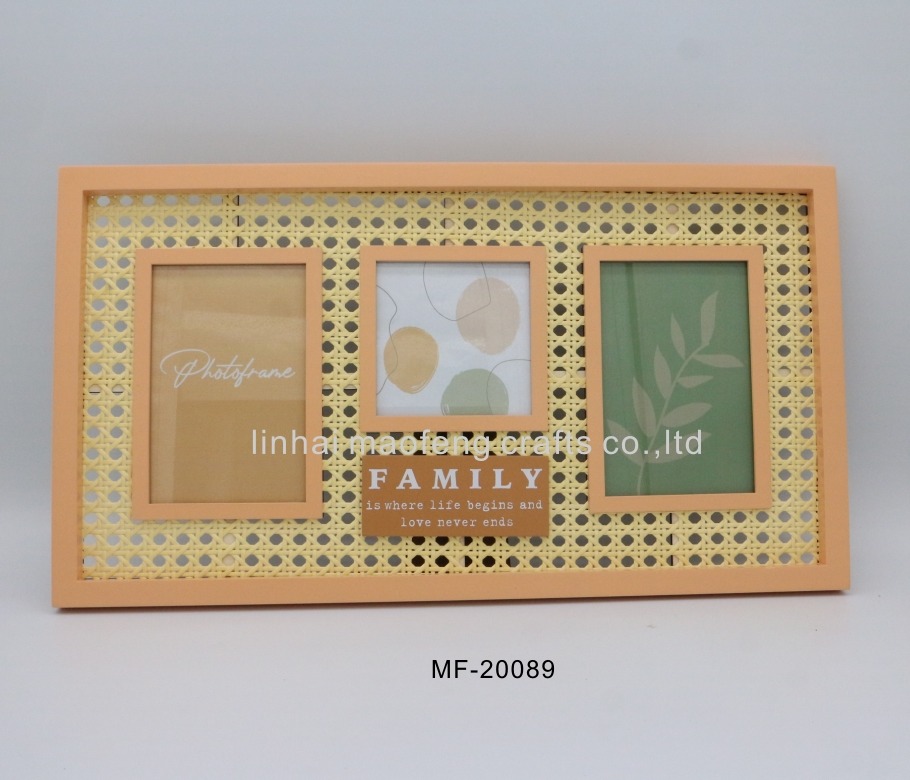 Photoframe
linhai maofeng crafts co.,ltd
FAMILY
is where life begins and
love never ends
MF-20089